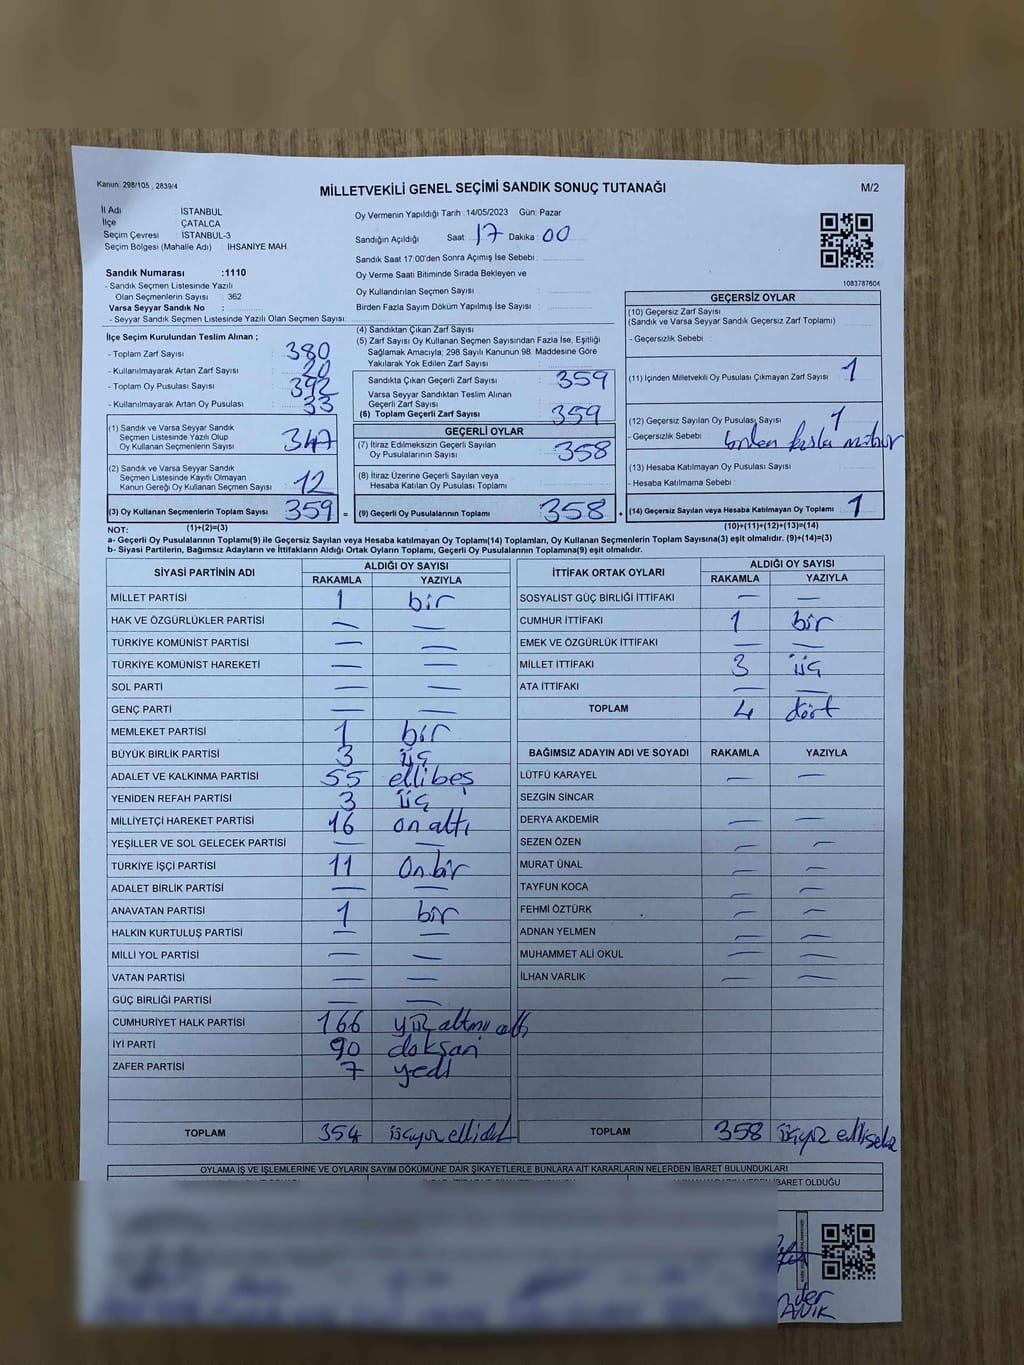 Kanun: 298/105 , 2839/4
MİLLETVEKİLİ GENEL SEÇİMİ SANDIK SONUÇ TUTANAĞI
M/2
İl Adı : İSTANBUL
İlçe : ÇATALCA
Seçim Çevresi : İSTANBUL-3
Seçim Bölgesi (Mahalle Adı) : İHSANİYE MAH.
Oy Vermenin Yapıldığı Tarih :14/05/2023 Gün: Pazar
Sandığın Açıldığı Saat : 17 Dakika : 00
Sandık Saat 17:00'den Sonra Açımış İse Sebebi :
Oy Verme Saati Bitiminde Sırada Bekleyen ve
Oy Kullandırılan Seçmen Sayısı :
Birden Fazla Sayım Döküm Yapılmış İse Sayısı :
1083787604
Sandık Numarası :1110
- Sandık Seçmen Listesinde Yazılı
Olan Seçmenlerin Sayısı : 362
Varsa Seyyar Sandık No :
- Seyyar Sandık Seçmen Listesinde Yazılı Olan Seçmen Sayısı:
İlçe Seçim Kurulundan Teslim Alınan ;
- Toplam Zarf Sayısı : 380
- Kullanılmayarak Artan Zarf Sayısı : 20
- Toplam Oy Pusulası Sayısı : 392
- Kullanılmayarak Artan Oy Pusulası : 33
(1) Sandık ve Varsa Seyyar Sandık
Seçmen Listesinde Yazılı Olup
Oy Kullanan Seçmenlerin Sayısı 347
(2) Sandık ve Varsa Seyyar Sandık
Seçmen Listesinde Kayıtlı Olmayan
Kanun Gereği Oy Kullanan Seçmen Sayısı 12
(3) Oy Kullanan Seçmenlerin Toplam Sayısı 359 =
(4) Sandıktan Çıkan Zarf Sayısı :
(5) Zarf Sayısı Oy Kullanan Seçmen Sayısından Fazla İse, Eşitliği
Sağlamak Amacıyla; 298 Sayılı Kanunun 98. Maddesine Göre
Yakılarak Yok Edilen Zarf Sayısı :
Sandıkta Çıkan Geçerli Zarf Sayısı : 359
Varsa Seyyar Sandıktan Teslim Alınan
Geçerli Zarf Sayısı :
(6) Toplam Geçerli Zarf Sayısı : 359
GEÇERLİ OYLAR
(7) İtiraz Edilmeksizin Geçerli Sayılan
Oy Pusulalarının Sayısı : 358
(8) İtiraz Üzerine Geçerli Sayılan veya
Hesaba Katılan Oy Pusulası Toplamı :
(9) Geçerli Oy Pusulalarının Toplamı 358 +
GEÇERSİZ OYLAR
(10) Geçersiz Zarf Sayısı
(Sandık ve Varsa Seyyar Sandık Geçersiz Zarf Toplamı) :
- Geçersizlik Sebebi :
(11) İçinden Milletvekili Oy Pusulası Çıkmayan Zarf Sayısı : 1
(12) Geçersiz Sayılan Oy Pusulası Sayısı : 1
- Geçersizlik Sebebi : birden fazla mühür
(13) Hesaba Katılmayan Oy Pusulası Sayısı :
- Hesaba Katılmama Sebebi :
(14) Geçersiz Sayılan veya Hesaba Katılmayan Oy Toplamı : 1
NOT: (1)+(2)=(3) (10)+(11)+(12)+(13)=(14)
a- Geçerli Oy Pusulalarının Toplamı(9) ile Geçersiz Sayılan veya Hesaba Katılmayan Oy Toplamı(14) Toplamları, Oy Kullanan Seçmenlerin Toplam Sayısına(3) eşit olmalıdır. (9)+(14)=(3)
b- Siyasi Partilerin, Bağımsız Adayların ve İttifakların Aldığı Ortak Oyların Toplamı, Geçerli Oy Pusulalarının Toplamına(9) eşit olmalıdır.
SİYASİ PARTİNİN ADI ALDIĞI OY SAYISI
RAKAMLA YAZIYLA
MİLLET PARTİSİ 1 bir
HAK VE ÖZGÜRLÜKLER PARTİSİ — —
TÜRKİYE KOMÜNİST PARTİSİ — —
TÜRKİYE KOMÜNİST HAREKETİ — —
SOL PARTİ — —
GENÇ PARTİ — —
MEMLEKET PARTİSİ 1 bir
BÜYÜK BİRLİK PARTİSİ 3 üç
ADALET VE KALKINMA PARTİSİ 55 ellibeş
YENİDEN REFAH PARTİSİ 3 üç
MİLLİYETÇİ HAREKET PARTİSİ 16 on altı
YEŞİLLER VE SOL GELECEK PARTİSİ — —
TÜRKİYE İŞÇİ PARTİSİ 11 On bir
ADALET BİRLİK PARTİSİ — —
ANAVATAN PARTİSİ 1 bir
HALKIN KURTULUŞ PARTİSİ — —
MİLLİ YOL PARTİSİ — —
VATAN PARTİSİ — —
GÜÇ BİRLİĞİ PARTİSİ — —
CUMHURİYET HALK PARTİSİ 166 yüz altmış altı
İYİ PARTİ 90 doksan
ZAFER PARTİSİ 7 yedi
TOPLAM 354 üçyüz ellidört
İTTİFAK ORTAK OYLARI ALDIĞI OY SAYISI
RAKAMLA YAZIYLA
SOSYALİST GÜÇ BİRLİĞİ İTTİFAKI — —
CUMHUR İTTİFAKI 1 bir
EMEK VE ÖZGÜRLÜK İTTİFAKI — —
MİLLET İTTİFAKI 3 üç
ATA İTTİFAKI — —
TOPLAM 4 dört
BAĞIMSIZ ADAYIN ADI VE SOYADI RAKAMLA YAZIYLA
LÜTFÜ KARAYEL — —
SEZGİN SİNCAR
DERYA AKDEMİR — —
SEZEN ÖZEN — —
MURAT ÜNAL — —
TAYFUN KOCA — —
FEHMİ ÖZTÜRK — —
ADNAN YELMEN — —
MUHAMMET ALİ OKUL — —
İLHAN VARLIK — —
TOPLAM 358 üçyüz ellisekiz
OYLAMA İŞ VE İŞLEMLERİNE VE OYLARIN SAYIM DÖKÜMÜNE DAİR ŞİKAYETLERLE BUNLARA AİT KARARLARIN NELERDEN İBARET BULUNDUKLARI